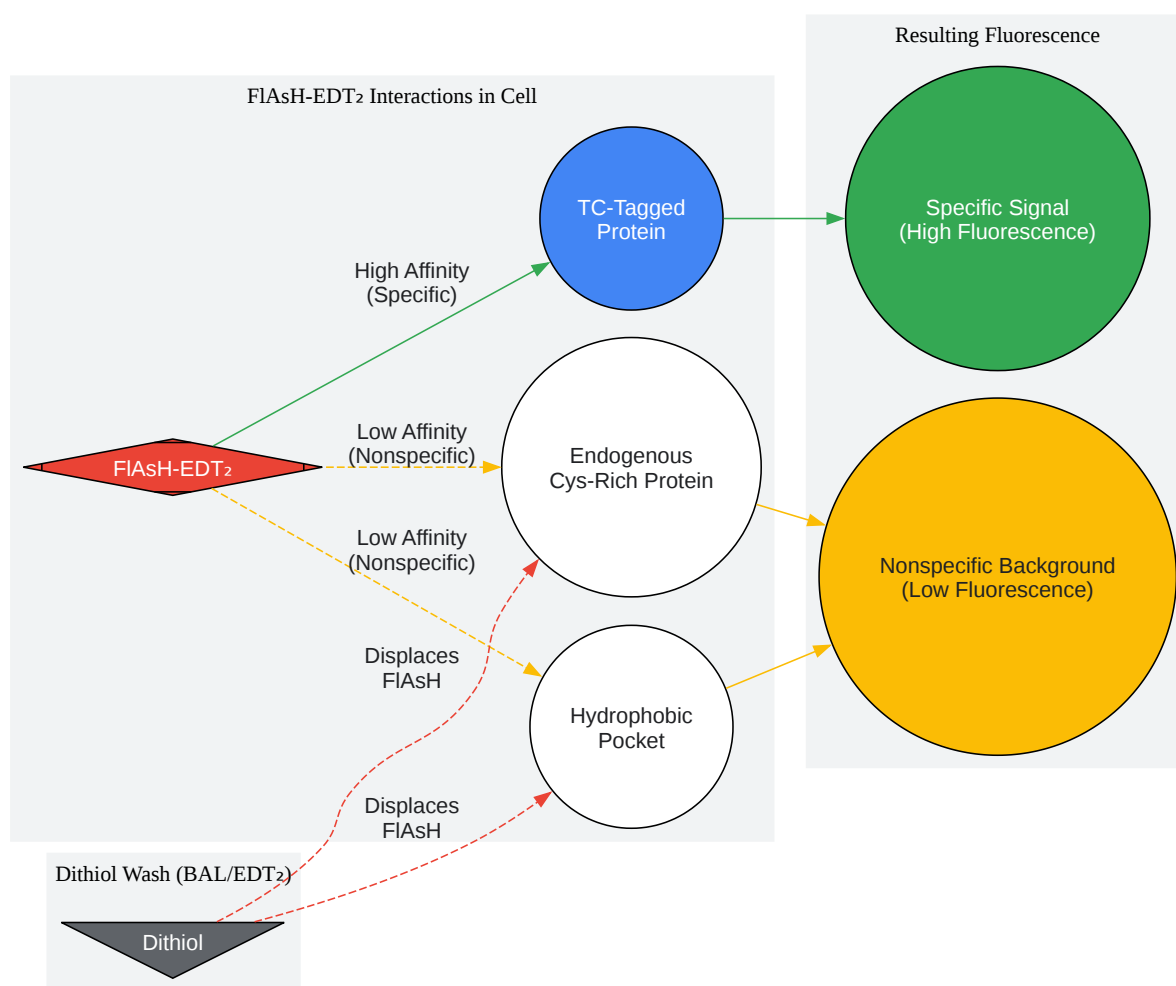 Resulting Fluorescence
FlAsH-EDT₂ Interactions in Cell
TC-Tagged
Protein
Specific Signal
(High Fluorescence)
High Affinity
(Specific)
Low Affinity
(Nonspecific)
FlAsH-EDT₂
Endogenous
Cys-Rich Protein
Low Affinity
(Nonspecific)
Nonspecific Background
(Low Fluorescence)
Displaces
FlAsH
Hydrophobic
Pocket
Displaces
FlAsH
Dithiol Wash (BAL/EDT₂)
Dithiol